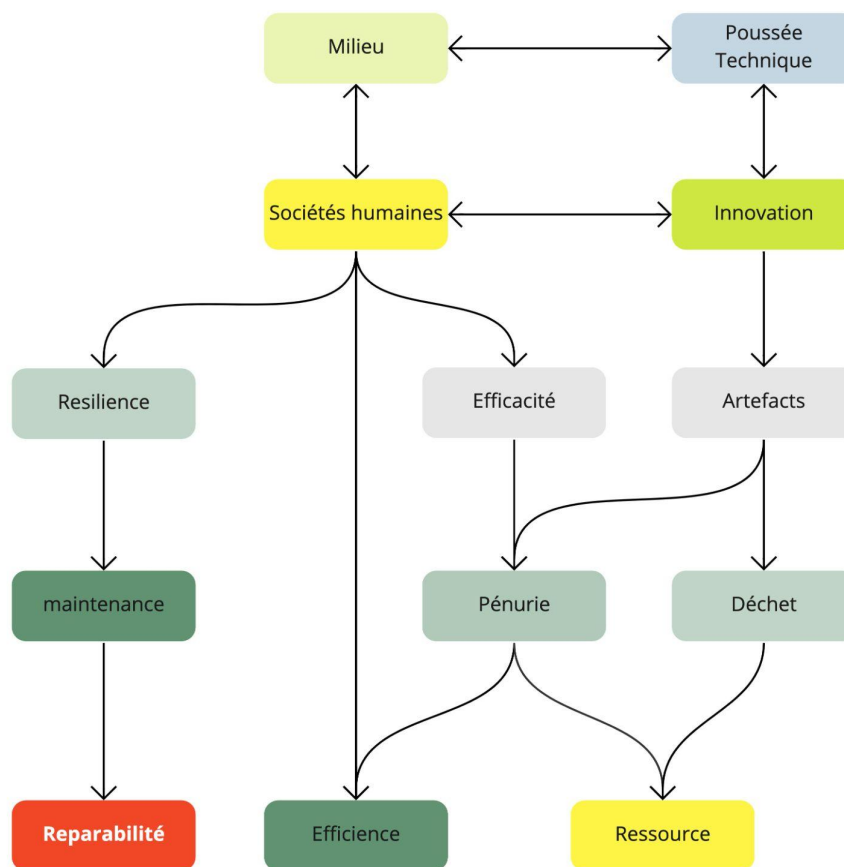 Milieu
Poussée
Technique
Sociétés humaines
Innovation
Resilience
Efficacité
Artefacts
maintenance
Pénurie
Déchet
Reparabilité
Efficience
Ressource